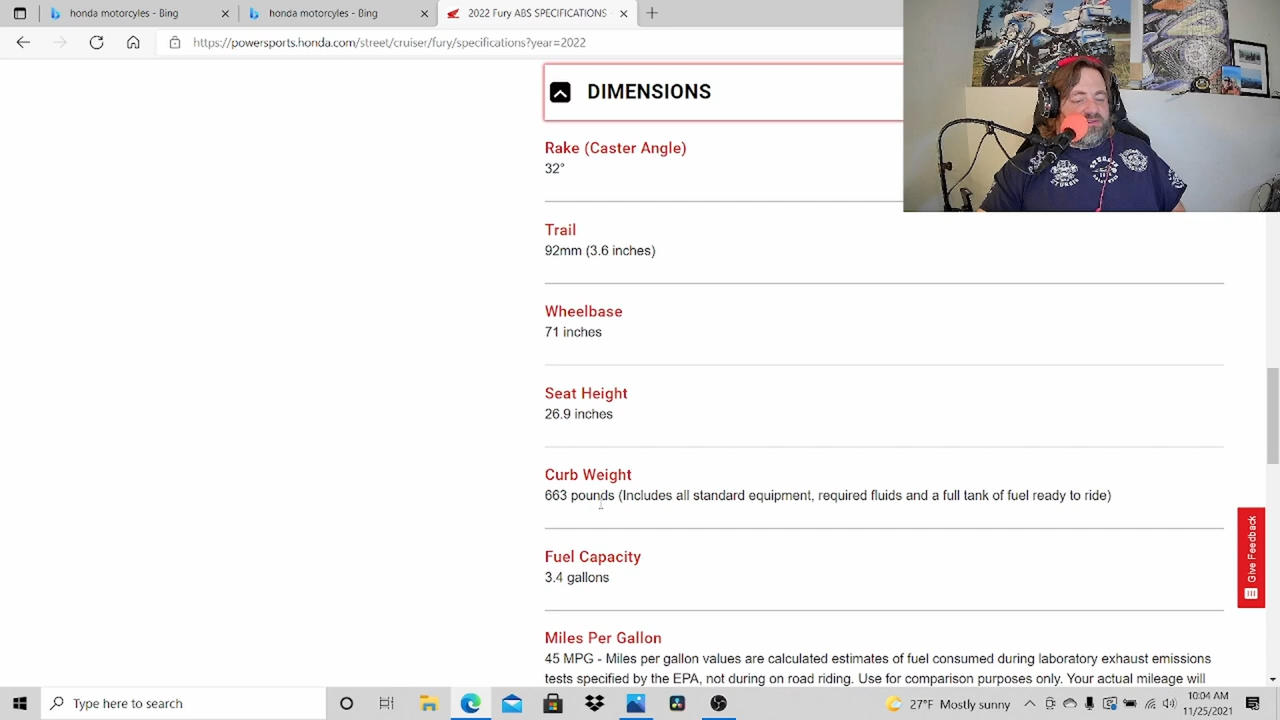 honda motorcyles - Bing
honda motorcyles - Bing
2022 Fury ABS SPECIFICATIONS
https://powersports.honda.com/street/cruiser/fury/specifications?year=2022
DIMENSIONS
Rake (Caster Angle)
32°
Trail
92mm (3.6 inches)
Wheelbase
71 inches
Seat Height
26.9 inches
Curb Weight
663 pounds (Includes all standard equipment, required fluids and a full tank of fuel ready to ride)
Fuel Capacity
3.4 gallons
Miles Per Gallon
45 MPG - Miles per gallon values are calculated estimates of fuel consumed during laboratory exhaust emissions
tests specified by the EPA, not during on road riding. Use for comparison purposes only. Your actual mileage will
Give Feedback
Type here to search
27°F Mostly sunny
10:04 AM
11/25/2021